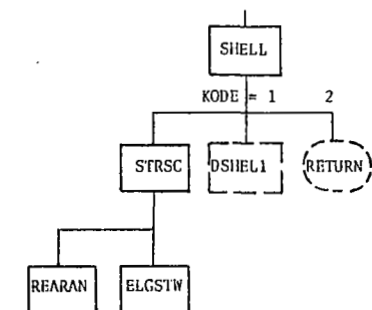 SHELL
KODE = 1 2
STRSC DSHEL1 RETURN
REARAN ELGSTW